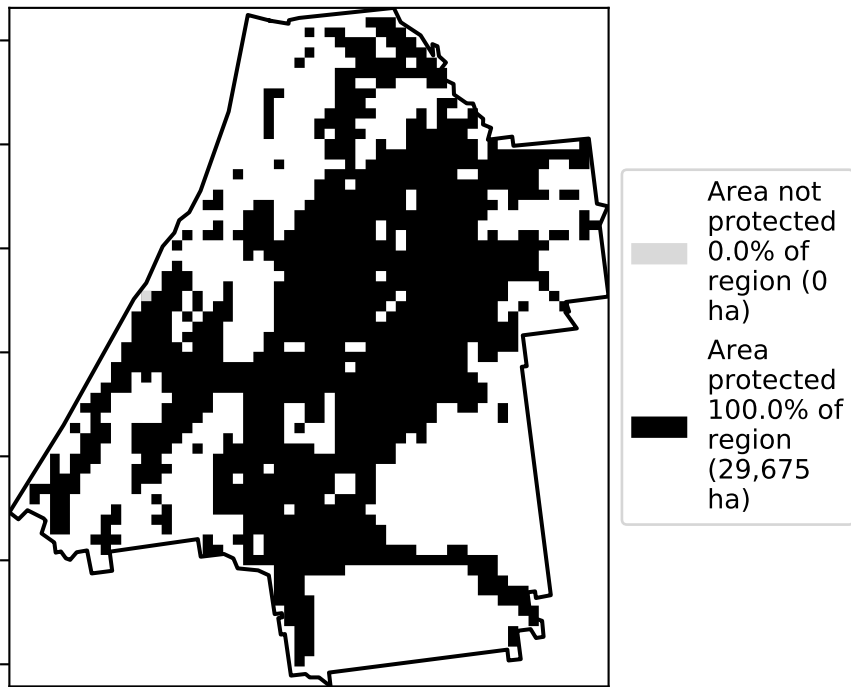 Area not
protected
0.0% of
region (0
ha)
Area
protected
100.0% of
region
(29,675
ha)